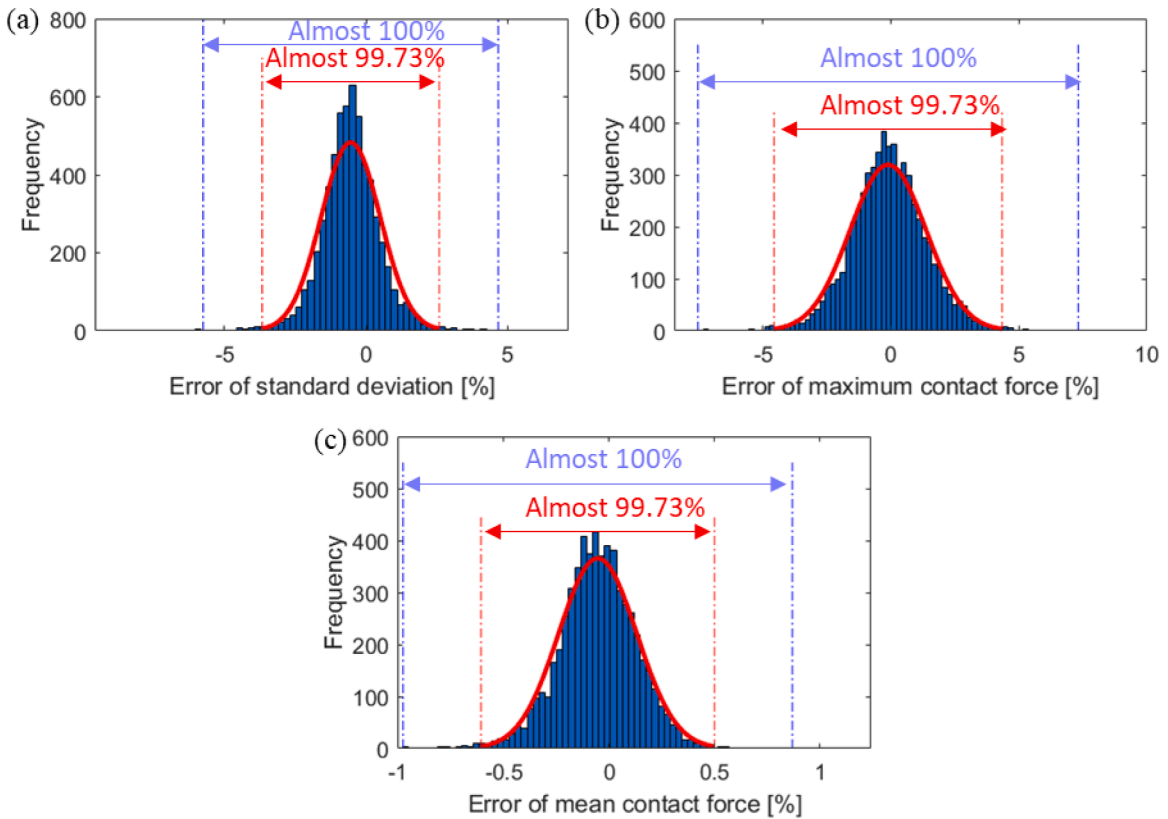 (a)
Almost 100%
Almost 99.73%
Frequency
800
600
400
200
0
-5
0
5
Error of standard deviation [%]
(b)
Almost 100%
Almost 99.73%
Frequency
600
500
400
300
200
100
0
-5
0
5
10
Error of maximum contact force [%]
(c)
Almost 100%
Almost 99.73%
Frequency
600
500
400
300
200
100
0
-1
-0.5
0
0.5
1
Error of mean contact force [%]